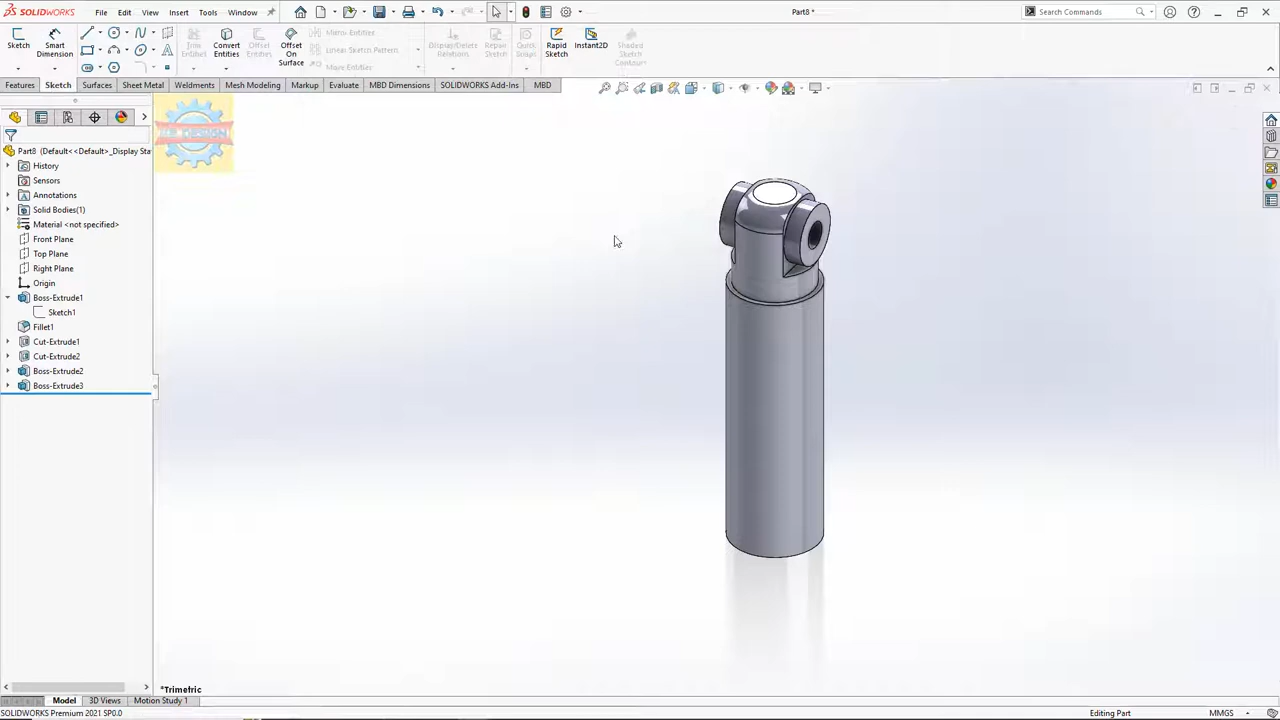 SOLIDWORKS File Edit View Insert Tools Window Part8 * Search Commands
Sketch Smart Dimension Trim Entities Convert Entities Offset Entities Offset On Surface Mirror Entities Linear Sketch Pattern Move Entities Display/Delete Relations Repair Sketch Quick Snaps Rapid Sketch Instant2D Shaded Sketch Contours
Features Sketch Surfaces Sheet Metal Weldments Mesh Modeling Markup Evaluate MBD Dimensions SOLIDWORKS Add-Ins MBD
Part8 (Default<<Default>_Display Sta
History
Sensors
Annotations
Solid Bodies(1)
Material <not specified>
Front Plane
Top Plane
Right Plane
Origin
Boss-Extrude1
Sketch1
Fillet1
Cut-Extrude1
Cut-Extrude2
Boss-Extrude2
Boss-Extrude3
*Trimetric
Model 3D Views Motion Study 1
SOLIDWORKS Premium 2021 SP0.0 Editing Part MMGS